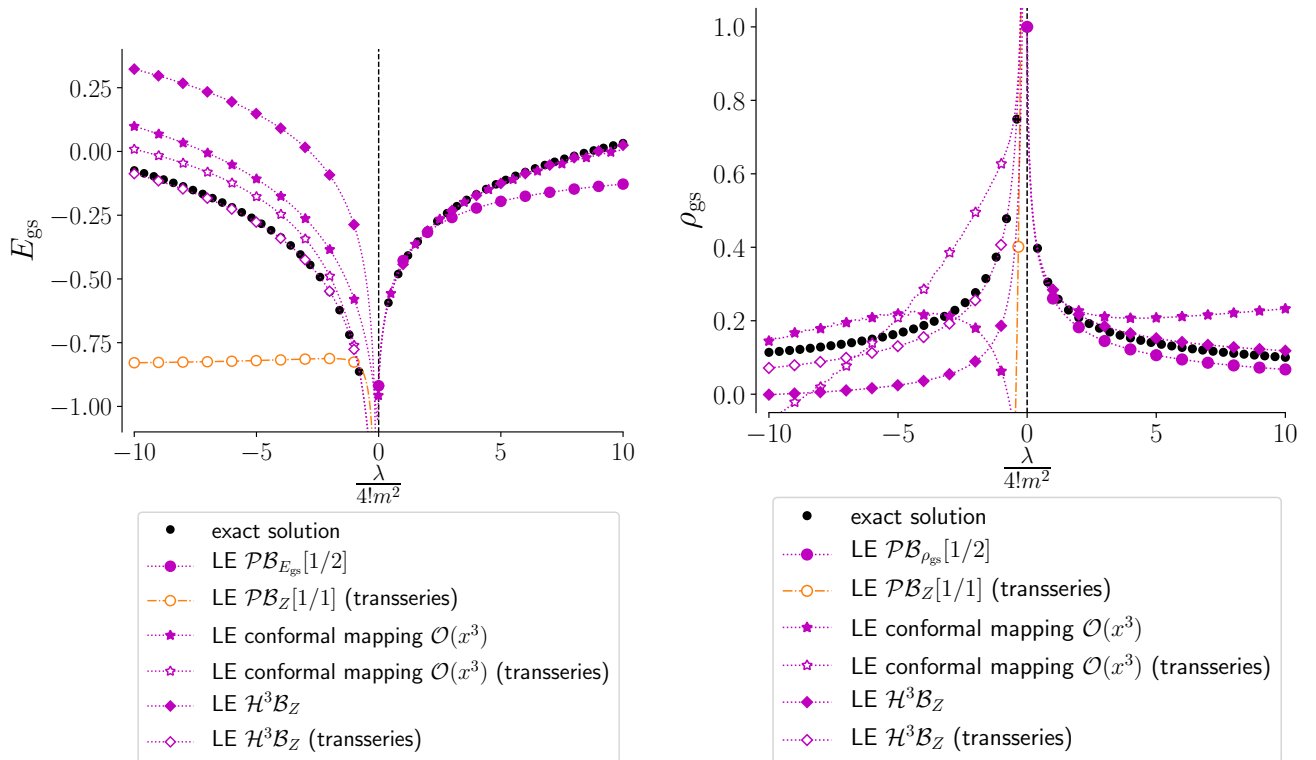 0.25
0.00
−0.25
−0.50
−0.75
−1.00
E_gs
−10
−5
0
5
10
λ
4!m²
exact solution
LE 𝒫ℬ_{E_gs}[1/2]
LE 𝒫ℬ_Z[1/1] (transseries)
LE conformal mapping 𝒪(x³)
LE conformal mapping 𝒪(x³) (transseries)
LE ℋ³ℬ_Z
LE ℋ³ℬ_Z (transseries)
1.0
0.8
0.6
0.4
0.2
0.0
ρ_gs
−10
−5
0
5
10
λ
4!m²
exact solution
LE 𝒫ℬ_{ρ_gs}[1/2]
LE 𝒫ℬ_Z[1/1] (transseries)
LE conformal mapping 𝒪(x³)
LE conformal mapping 𝒪(x³) (transseries)
LE ℋ³ℬ_Z
LE ℋ³ℬ_Z (transseries)